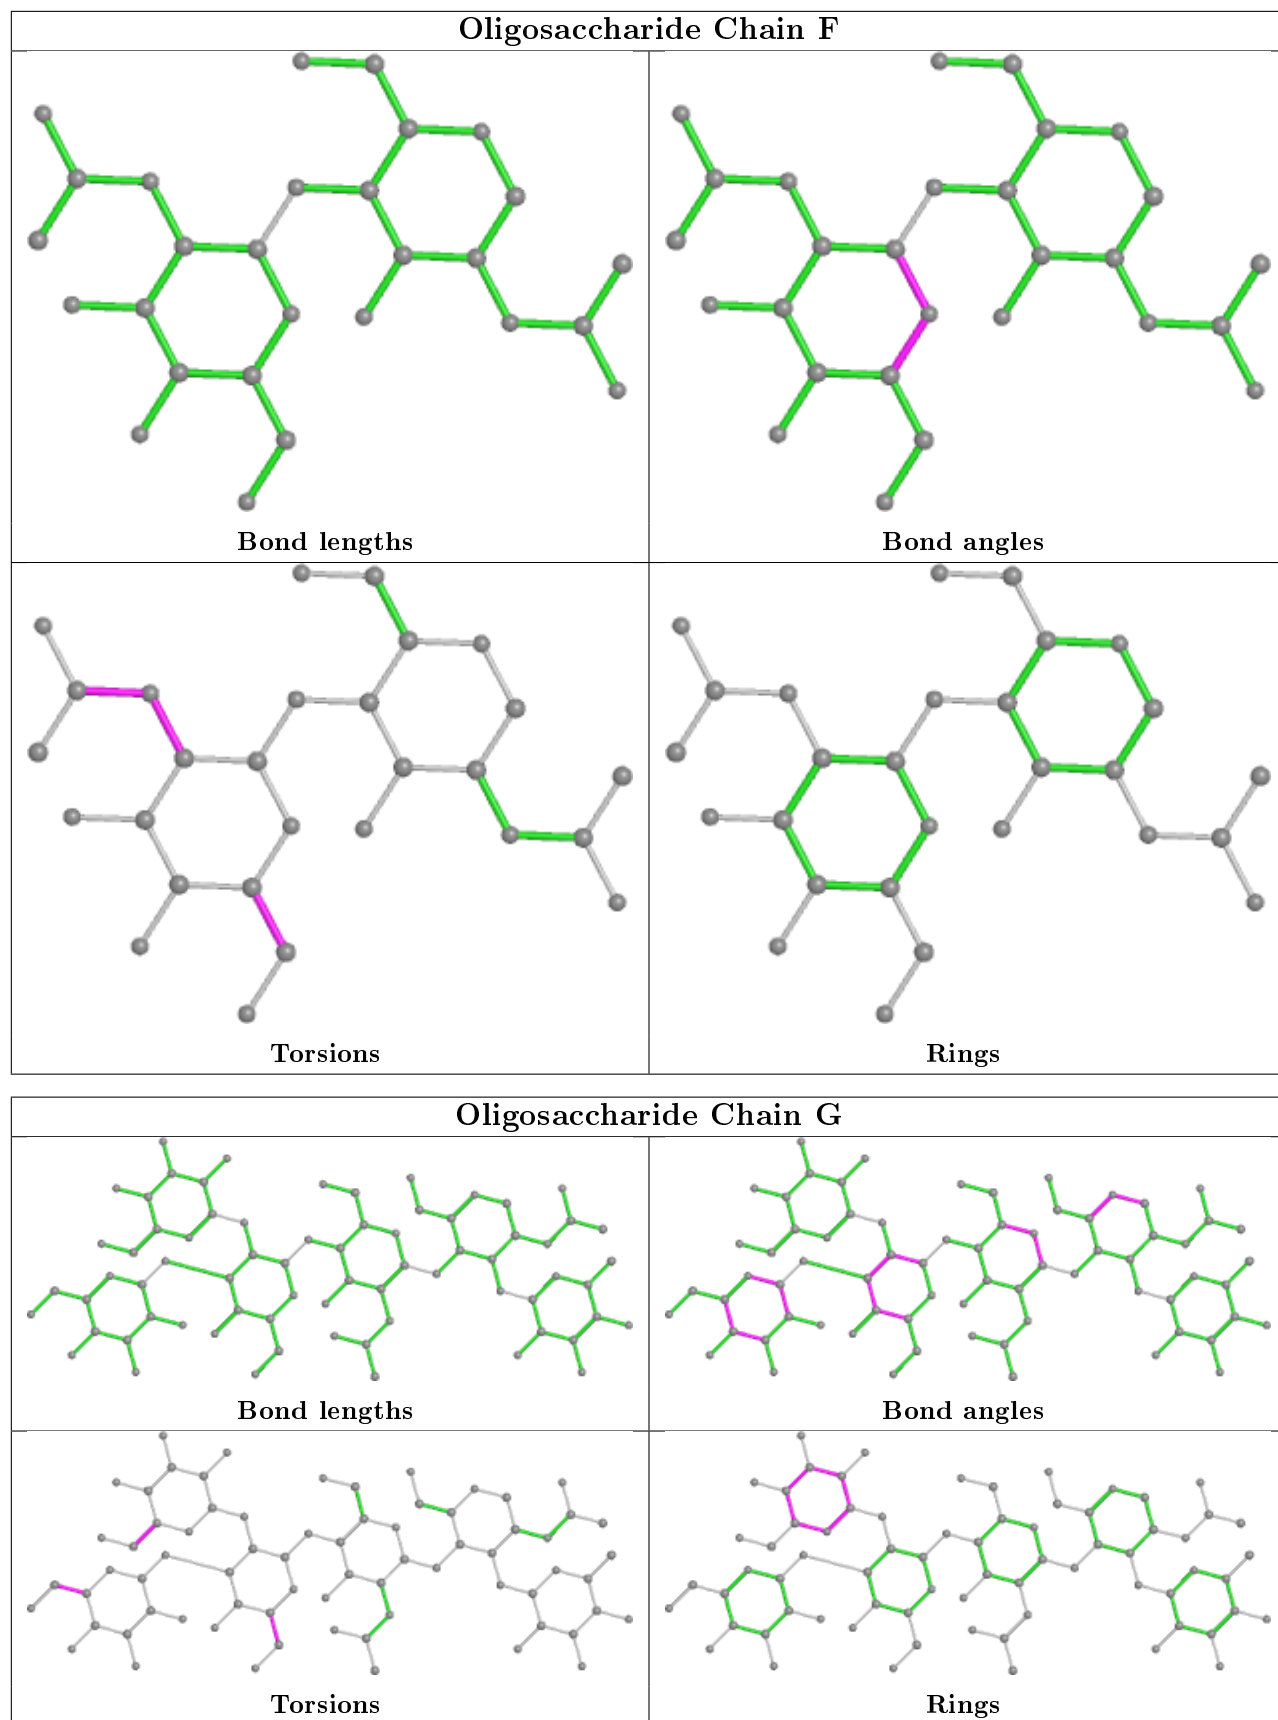 Oligosaccharide Chain F
Bond lengths
Bond angles
Torsions
Rings
Oligosaccharide Chain G
Bond lengths
Bond angles
Torsions
Rings